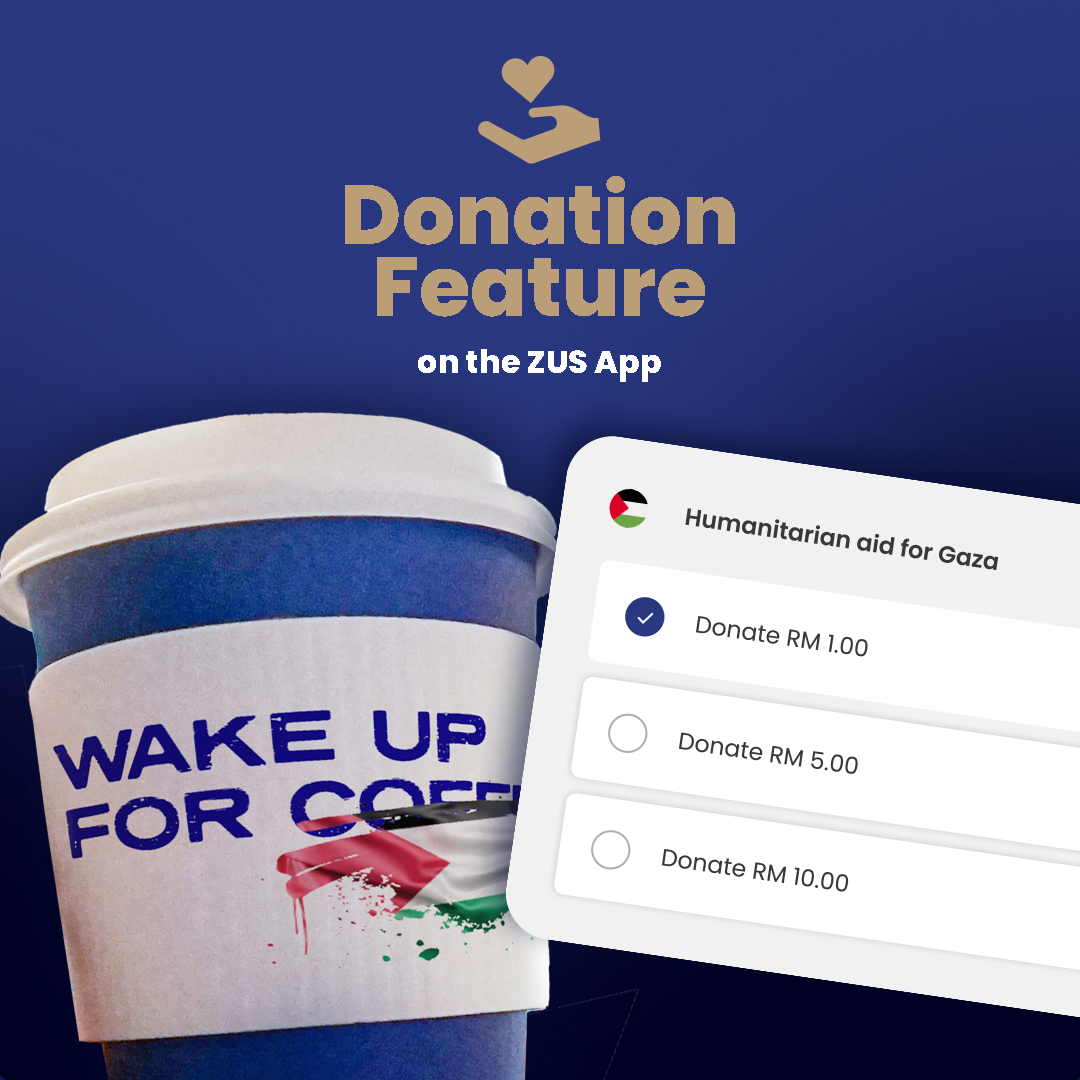 Donation
Feature
on the ZUS App
Humanitarian aid for Gaza
Donate RM 1.00
Donate RM 5.00
Donate RM 10.00
WAKE UP
FOR COFFE